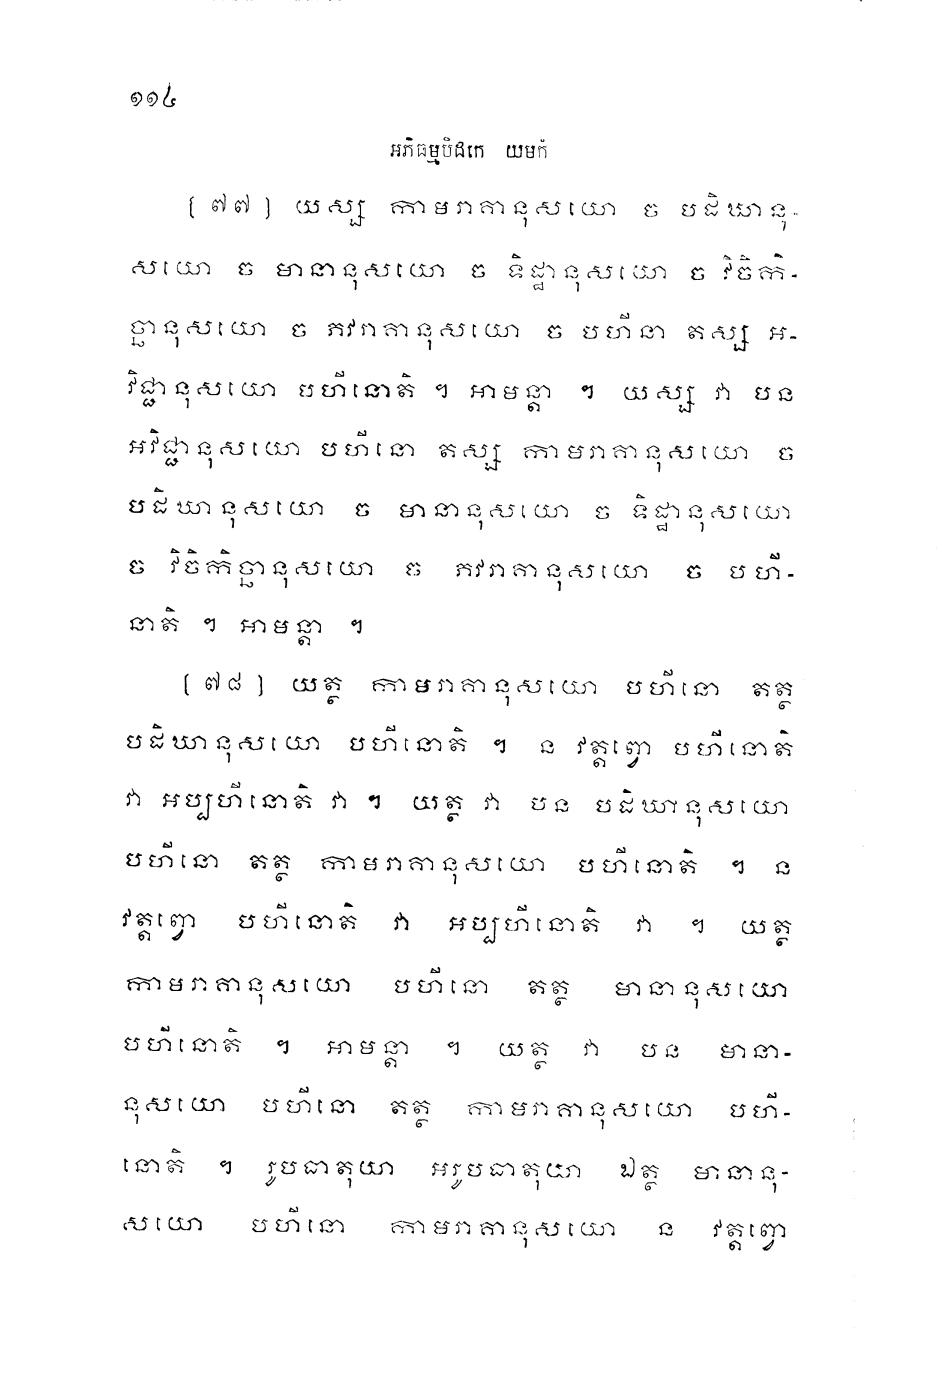 ១១៤
អភិធម្មបិដកេ យមកំ
[៧៧] យស្ស កាមរាគានុសយោ ច បដិឃានុ-
សយោ ច មានានុសយោ ច ទិដ្ឋានុសយោ ច វិចិកិ-
ច្ឆានុសយោ ច ភវរាគានុសយោ ច បហីនា តស្ស អ-
វិជ្ជានុសយោ បហីនោតិ ។ អាមន្តា ។ យស្ស វា បន
អវិជ្ជានុសយោ បហីនោ តស្ស កាមរាគានុសយោ ច
បដិឃានុសយោ ច មានានុសយោ ច ទិដ្ឋានុសយោ
ច វិចិកិច្ឆានុសយោ ច ភវរាគានុសយោ ច បហី-
នាតិ ។ អាមន្តា ។
[៧៨] យត្ថ កាមរាគានុសយោ បហីនោ តត្ថ
បដិឃានុសយោ បហីនោតិ ។ ន វត្តព្វោ បហីនោតិ
វា អប្បហីនោតិ វា ។ យត្ថ វា បន បដិឃានុសយោ
បហីនោ តត្ថ កាមរាគានុសយោ បហីនោតិ ។ ន
វត្តព្វោ បហីនោតិ វា អប្បហីនោតិ វា ។ យត្ថ
កាមរាគានុសយោ បហីនោ តត្ថ មានានុសយោ
បហីនោតិ ។ អាមន្តា ។ យត្ថ វា បន មានា-
នុសយោ បហីនោ តត្ថ កាមរាគានុសយោ បហី-
នោតិ ។ រូបធាតុយា អរូបធាតុយា ឯត្ថ មានានុ-
សយោ បហីនោ កាមរាគានុសយោ ន វត្តព្វោ